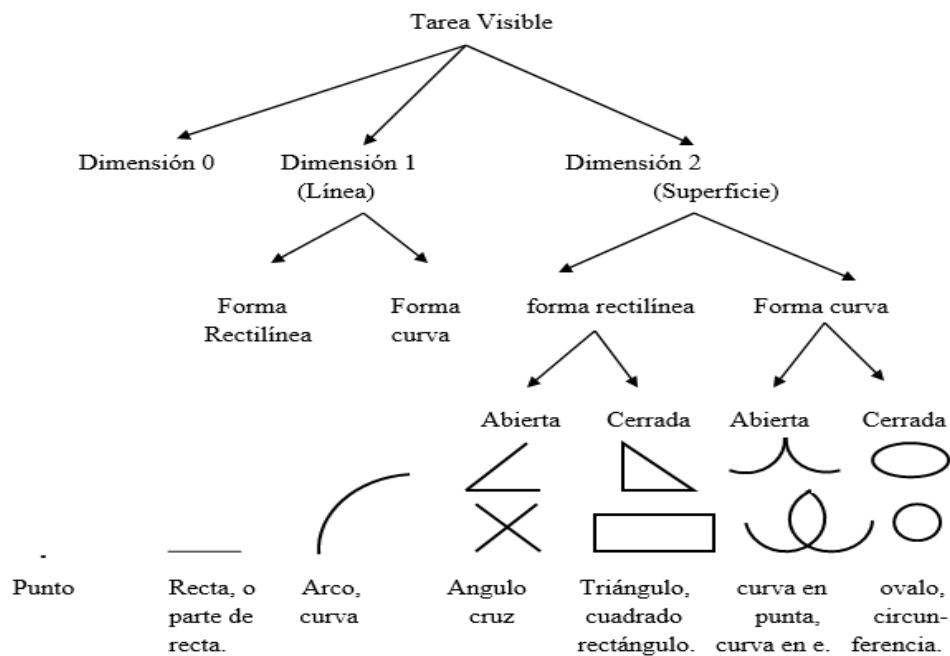 Tarea Visible
Dimensión 0 Dimensión 1 Dimensión 2
(Línea) (Superficie)
Forma Forma forma rectilínea Forma curva
Rectilínea curva
Abierta Cerrada Abierta Cerrada
Punto Recta, o Arco, Angulo Triángulo, curva en ovalo,
parte de curva cruz cuadrado punta, circun-
recta. rectángulo. curva en e. ferencia.